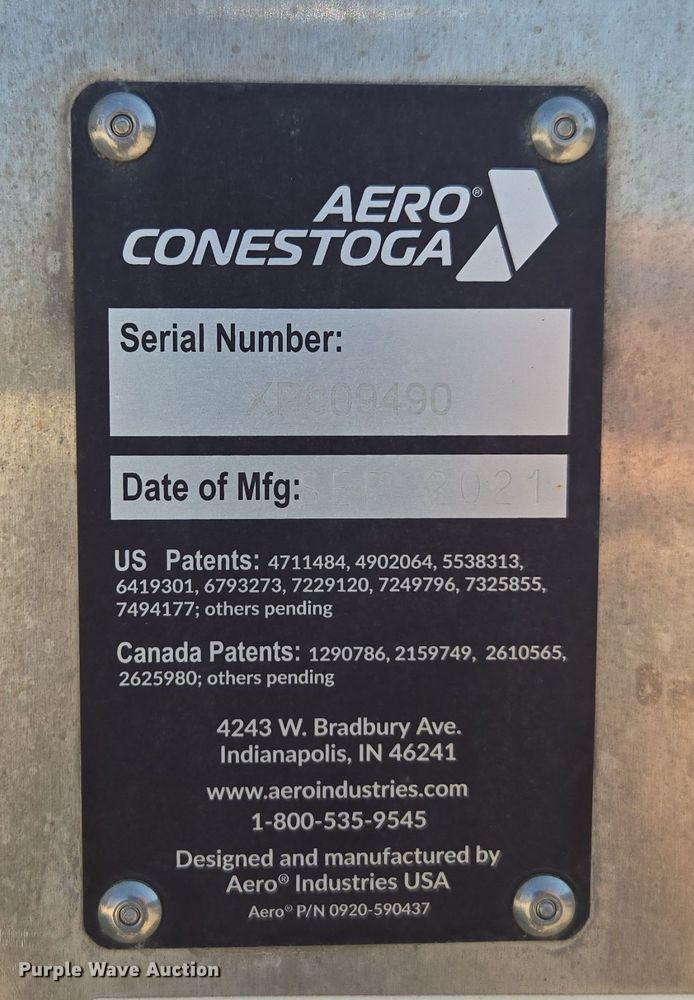 AERO®
CONESTOGA
Serial Number:
XP009490
Date of Mfg: SEP 2021
US Patents: 4711484, 4902064, 5538313,
6419301, 6793273, 7229120, 7249796, 7325855,
7494177; others pending
Canada Patents: 1290786, 2159749, 2610565,
2625980; others pending
4243 W. Bradbury Ave.
Indianapolis, IN 46241
www.aeroindustries.com
1-800-535-9545
Designed and manufactured by
Aero® Industries USA
Aero® P/N 0920-590437
Purple Wave Auction